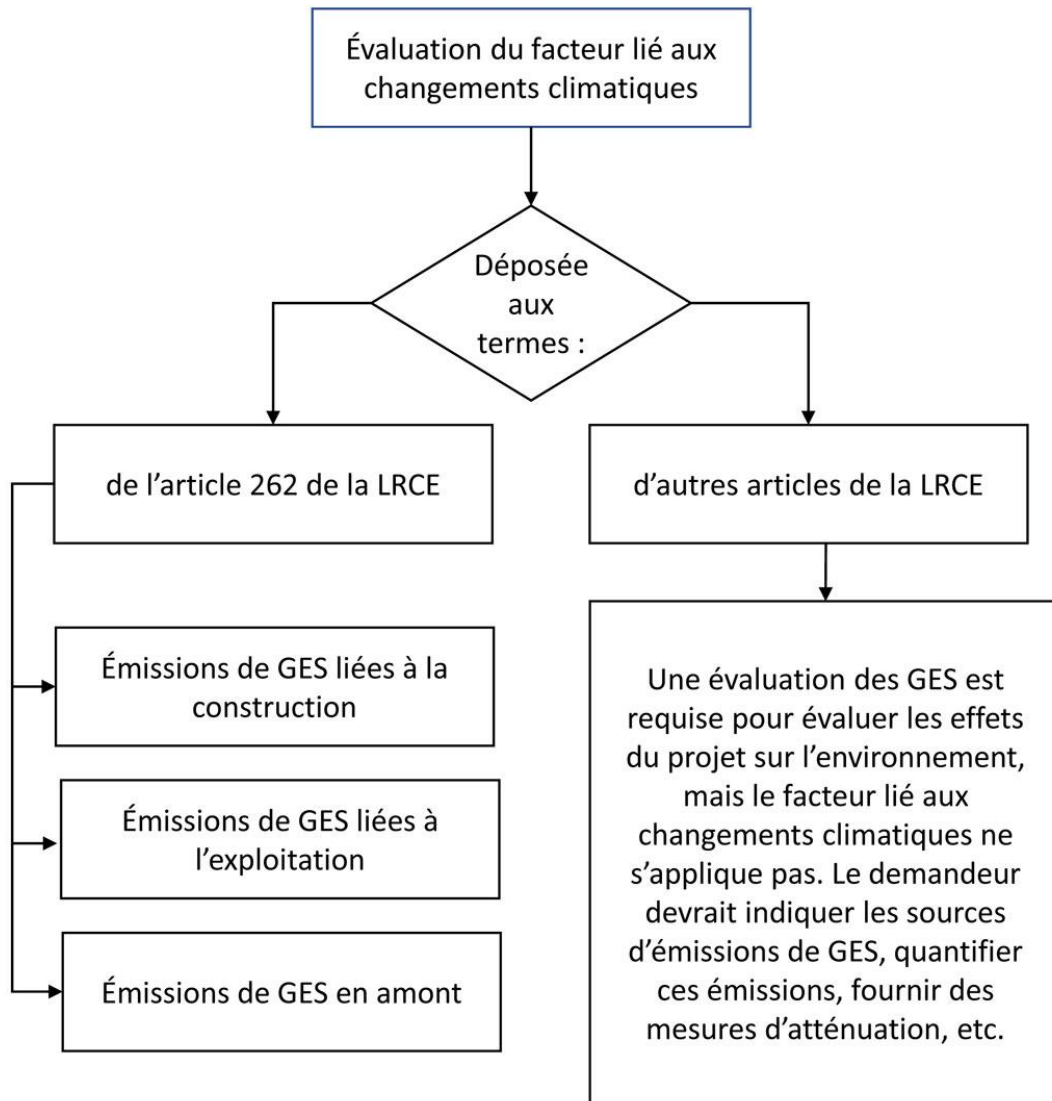 Évaluation du facteur lié aux
changements climatiques
Déposée
aux
termes :
de l’article 262 de la LRCE
d’autres articles de la LRCE
Émissions de GES liées à la
construction
Émissions de GES liées à
l’exploitation
Émissions de GES en amont
Une évaluation des GES est
requise pour évaluer les effets
du projet sur l’environnement,
mais le facteur lié aux
changements climatiques ne
s’applique pas. Le demandeur
devrait indiquer les sources
d’émissions de GES, quantifier
ces émissions, fournir des
mesures d’atténuation, etc.